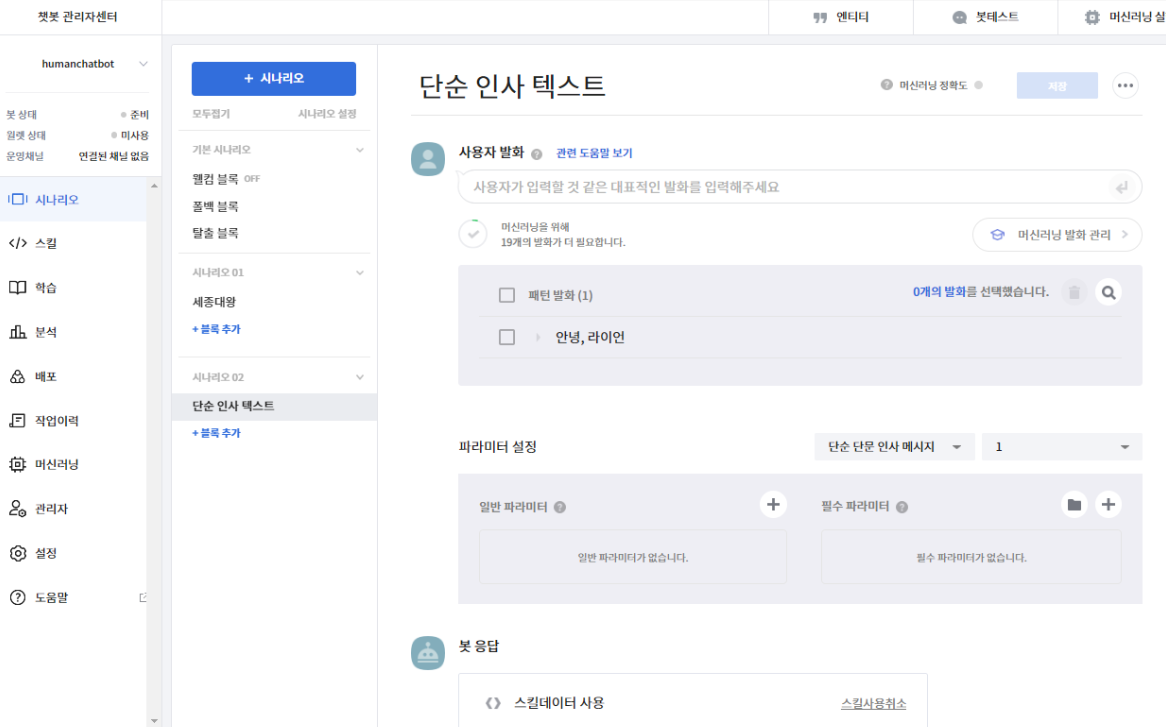 챗봇 관리자센터
엔티티
봇테스트
머신러닝 실
humanchatbot
봇 상태
준비
월렛 상태
미사용
운영채널
연결된 채널 없음
시나리오
스킬
학습
분석
배포
작업이력
머신러닝
관리자
설정
도움말
+ 시나리오
모두접기
시나리오 설정
기본 시나리오
웰컴 블록 OFF
폴백 블록
탈출 블록
시나리오 01
세종대왕
+ 블록 추가
시나리오 02
단순 인사 텍스트
+ 블록 추가
단순 인사 텍스트
머신러닝 정확도
저장
사용자 발화
관련 도움말 보기
사용자가 입력할 것 같은 대표적인 발화를 입력해주세요
머신러닝을 위해
19개의 발화가 더 필요합니다.
머신러닝 발화 관리
패턴 발화 (1)
0개의 발화를 선택했습니다.
안녕, 라이언
파라미터 설정
단순 단문 인사 메시지
1
일반 파라미터
필수 파라미터
일반 파라미터가 없습니다.
필수 파라미터가 없습니다.
봇 응답
스킬데이터 사용
스킬사용취소